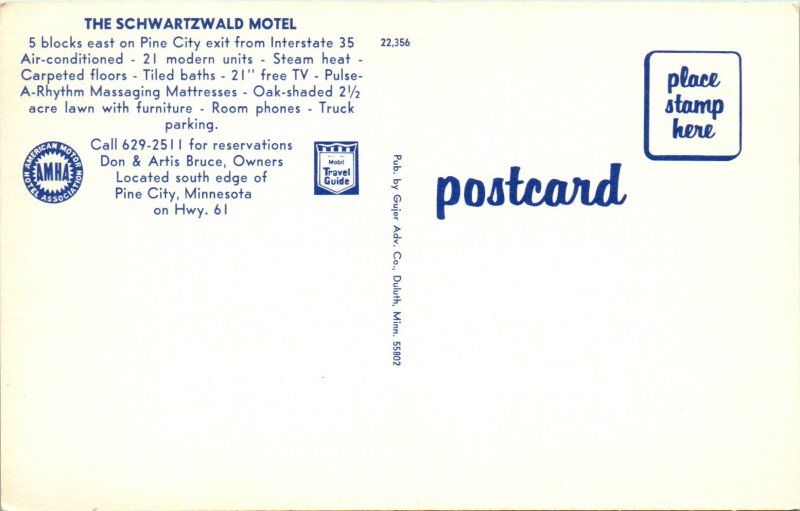 THE SCHWARTZWALD MOTEL
5 blocks east on Pine City exit from Interstate 35
Air-conditioned - 21 modern units - Steam heat -
Carpeted floors - Tiled baths - 21" free TV - Pulse-
A-Rhythm Massaging Mattresses - Oak-shaded 2½
acre lawn with furniture - Room phones - Truck
parking.
Call 629-2511 for reservations
Don & Artis Bruce, Owners
Located south edge of
Pine City, Minnesota
on Hwy. 61
AMERICAN MOTOR
HOTEL ASSOCIATION
AMHA
Mobil
Travel
Guide
22,356
Pub. by Gujer Adv. Co., Duluth, Minn. 55802
place
stamp
here
postcard